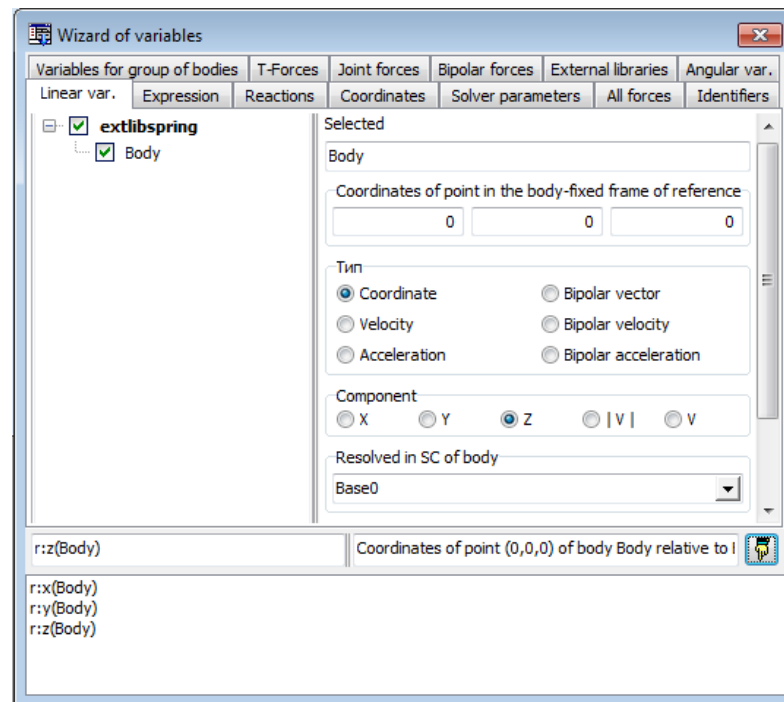 Wizard of variables
Variables for group of bodies T-Forces Joint forces Bipolar forces External libraries Angular var.
Linear var. Expression Reactions Coordinates Solver parameters All forces Identifiers
extlibspring
Body
Selected
Body
Coordinates of point in the body-fixed frame of reference
0 0 0
Тип
Coordinate Bipolar vector
Velocity Bipolar velocity
Acceleration Bipolar acceleration
Component
X Y Z | V | V
Resolved in SC of body
Base0
r:z(Body) Coordinates of point (0,0,0) of body Body relative to
r:x(Body)
r:y(Body)
r:z(Body)